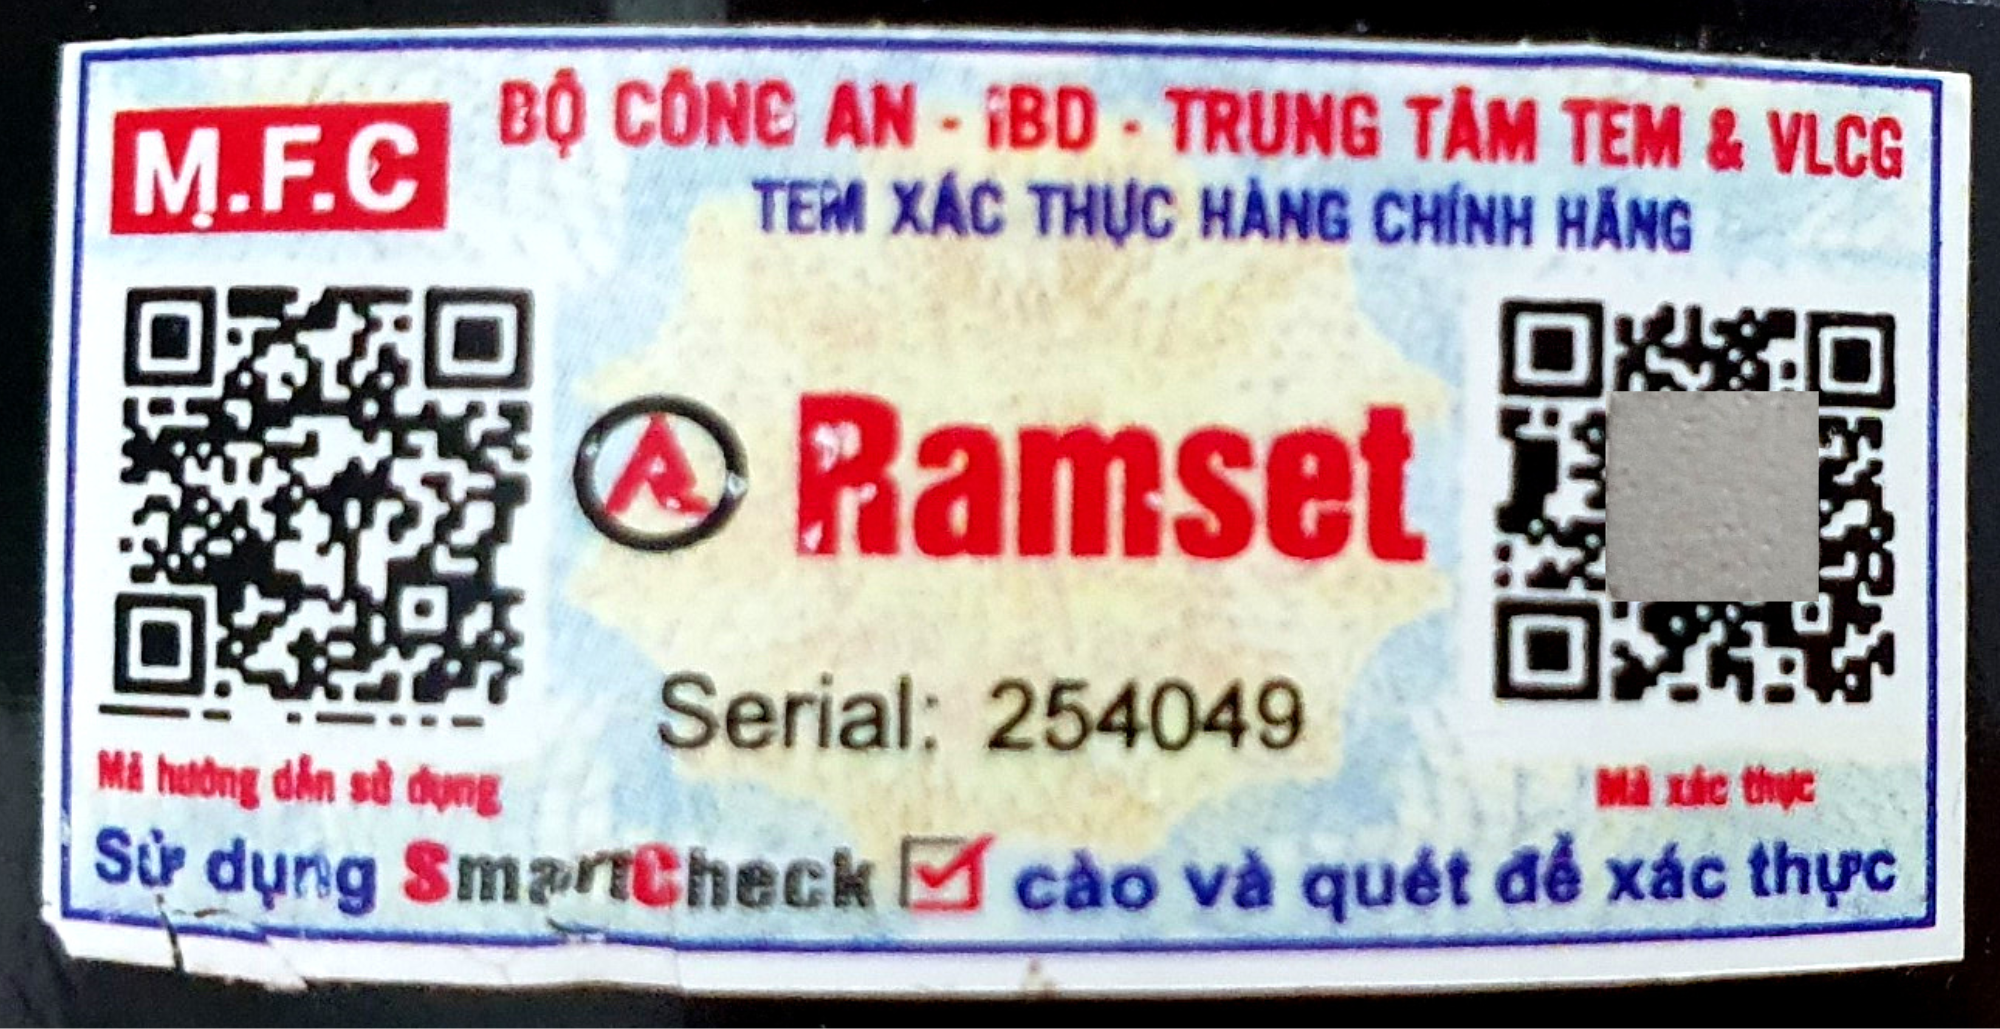 M.F.C
BỘ CÔNG AN - iBD - TRUNG TÂM TEM & VLCG
TEM XÁC THỰC HÀNG CHÍNH HÃNG
Ramset
Serial: 254049
Mã hướng dẫn sử dụng
Mã xác thực
Sử dụng SmartCheck cào và quét để xác thực